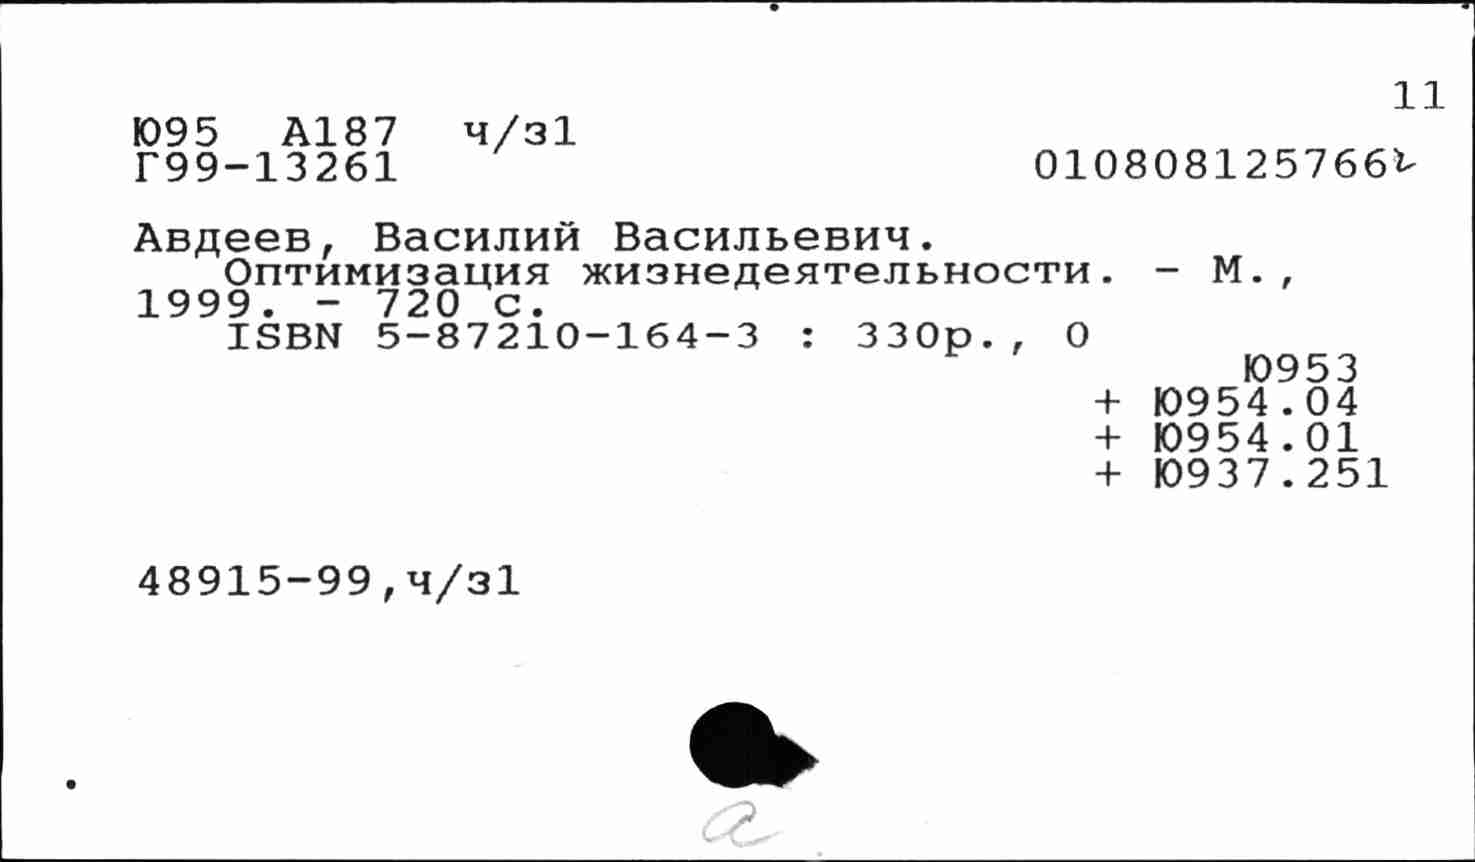 11
Ю95 А187 ч/з1
Г99-13261 010808125766
Авдеев, Василий Васильевич.
Оптимизация жизнедеятельности. - М.,
1999. - 720 с.
ISBN 5-87210-164-3 : 330р., 0
Ю953
+ Ю954.04
+ Ю954.01
+ Ю937.251
48915-99,ч/з1
a